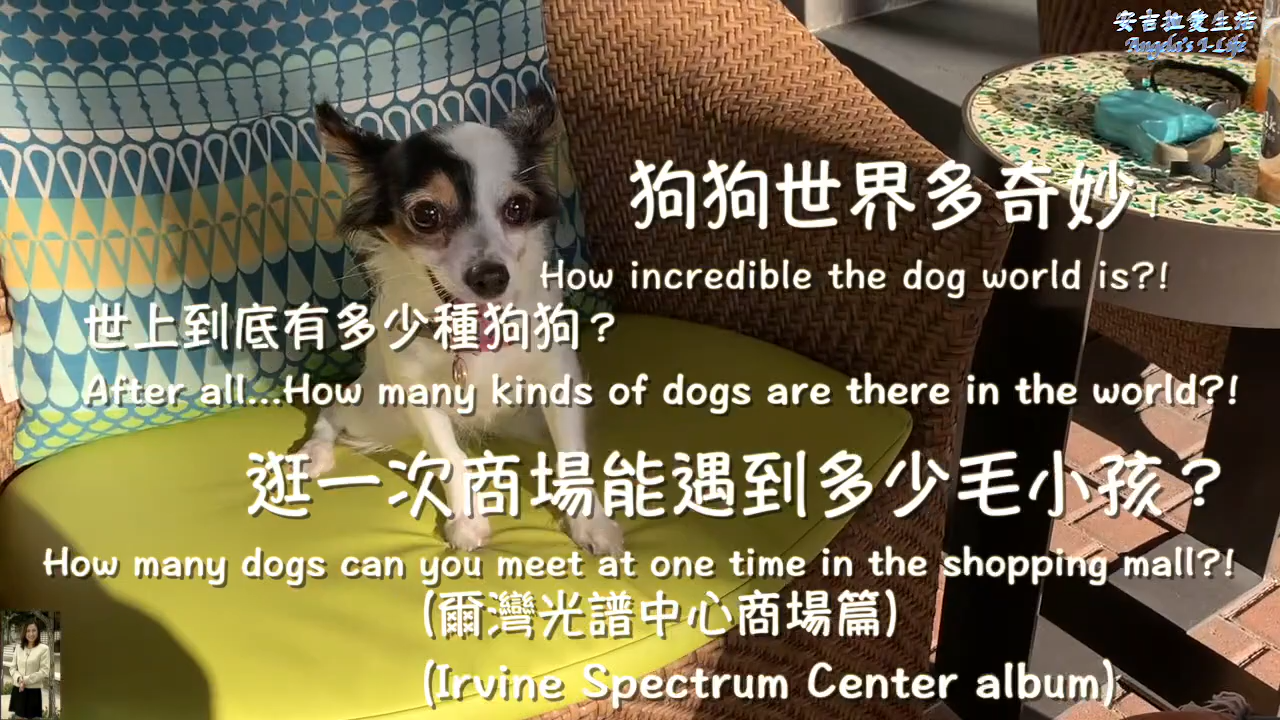 安吉拉愛生活
Angela's I-Life
狗狗世界多奇妙！
How incredible the dog world is?!
世上到底有多少種狗狗？
After all...How many kinds of dogs are there in the world?!
逛一次商場能遇到多少毛小孩？
How many dogs can you meet at one time in the shopping mall?!
(爾灣光譜中心商場篇)
(Irvine Spectrum Center album)